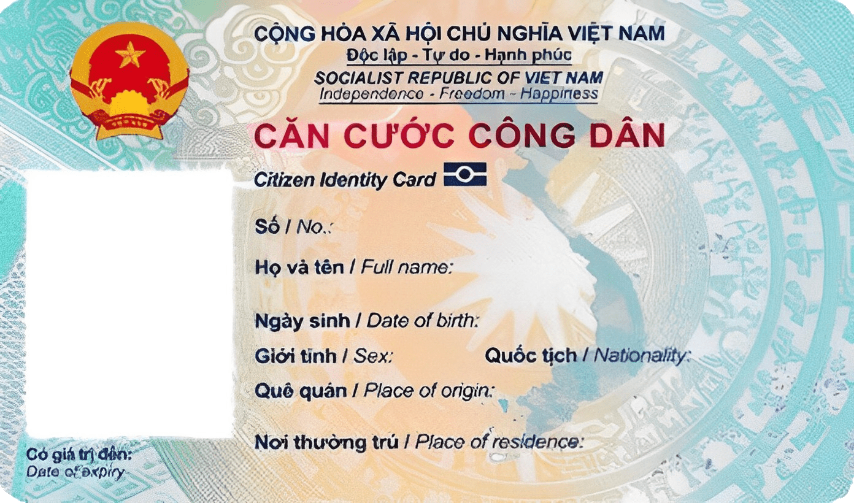 CỘNG HÒA XÃ HỘI CHỦ NGHĨA VIỆT NAM
Độc lập - Tự do - Hạnh phúc
SOCIALIST REPUBLIC OF VIET NAM
Independence - Freedom - Happiness
CĂN CƯỚC CÔNG DÂN
Citizen Identity Card
Số / No.:
Họ và tên / Full name:
Ngày sinh / Date of birth:
Giới tính / Sex: Quốc tịch / Nationality:
Quê quán / Place of origin:
Nơi thường trú / Place of residence:
Có giá trị đến:
Date of expiry